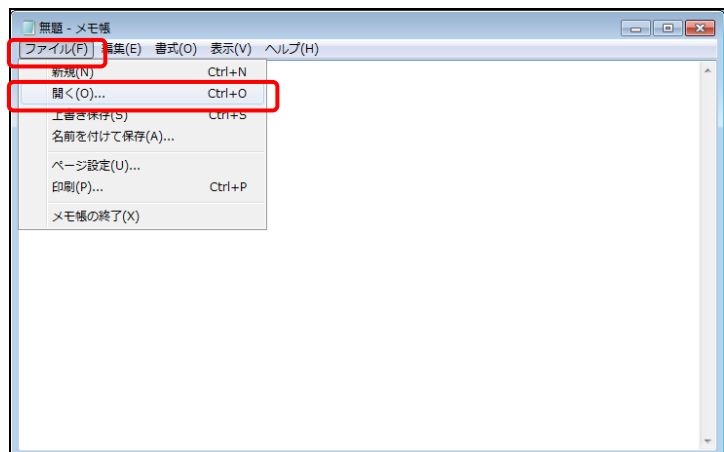 無題 - メモ帳
ファイル(F) 編集(E) 書式(O) 表示(V) ヘルプ(H)
新規(N) Ctrl+N
開く(O)... Ctrl+O
上書き保存(S) Ctrl+S
名前を付けて保存(A)...
ページ設定(U)...
印刷(P)... Ctrl+P
メモ帳の終了(X)